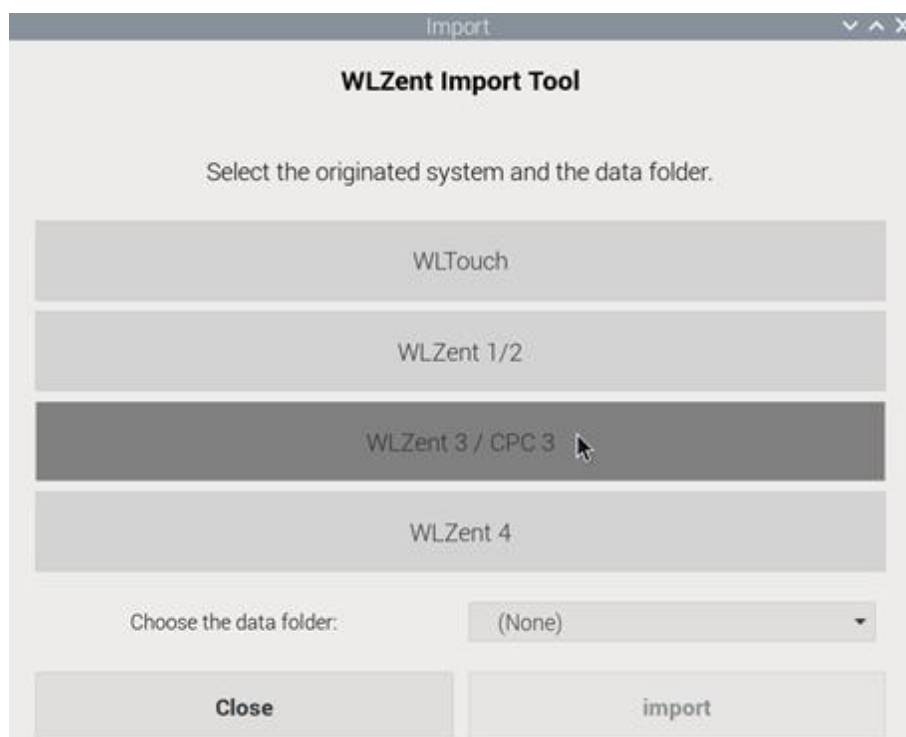 Import
WLZent Import Tool
Select the originated system and the data folder.
WLTouch
WLZent 1/2
WLZent 3 / CPC 3
WLZent 4
Choose the data folder: (None)
Close import